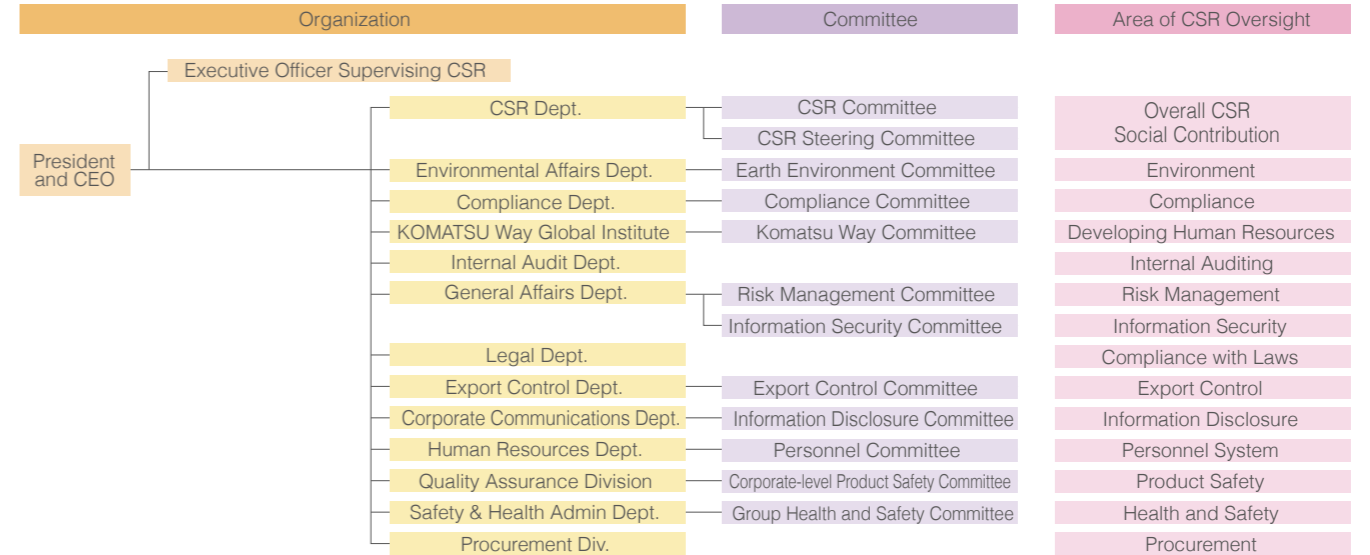 Organization
Committee
Area of CSR Oversight
Executive Officer Supervising CSR
President
and CEO
CSR Dept.
CSR Committee
CSR Steering Committee
Overall CSR
Social Contribution
Environmental Affairs Dept.
Earth Environment Committee
Environment
Compliance Dept.
Compliance Committee
Compliance
KOMATSU Way Global Institute
Komatsu Way Committee
Developing Human Resources
Internal Audit Dept.
Internal Auditing
General Affairs Dept.
Risk Management Committee
Risk Management
Information Security Committee
Information Security
Legal Dept.
Compliance with Laws
Export Control Dept.
Export Control Committee
Export Control
Corporate Communications Dept.
Information Disclosure Committee
Information Disclosure
Human Resources Dept.
Personnel Committee
Personnel System
Quality Assurance Division
Corporate-level Product Safety Committee
Product Safety
Safety & Health Admin Dept.
Group Health and Safety Committee
Health and Safety
Procurement Div.
Procurement